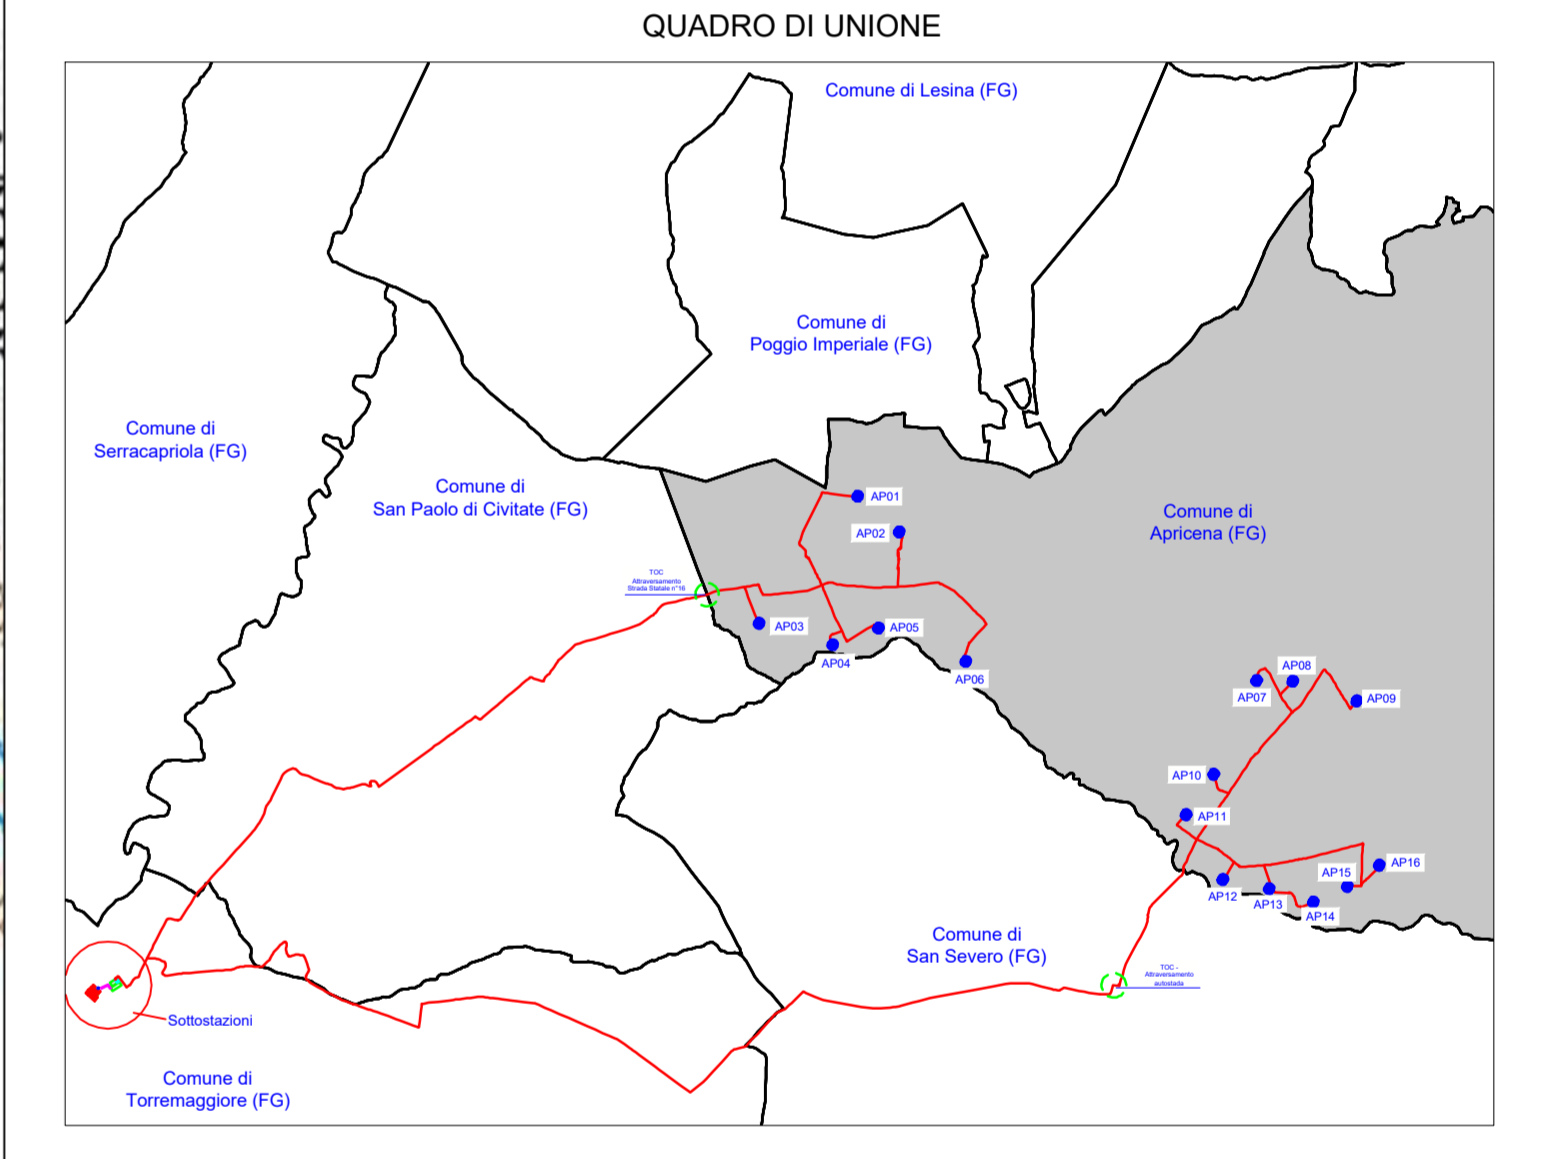 QUADRO DI UNIONE
Comune di Lesina (FG)
Comune di
Poggio Imperiale (FG)
Comune di
Serracapriola (FG)
Comune di
San Paolo di Civitate (FG)
Comune di
Apricena (FG)
AP01
AP02
TOC
Attraversamento
Strada Statale n°16
AP03
AP05
AP04
AP06
AP08
AP07
AP09
AP10
AP11
AP16
AP15
AP12
AP13
AP14
Comune di
San Severo (FG)
TOC -
Attraversamento
autostada
Sottostazioni
Comune di
Torremaggiore (FG)